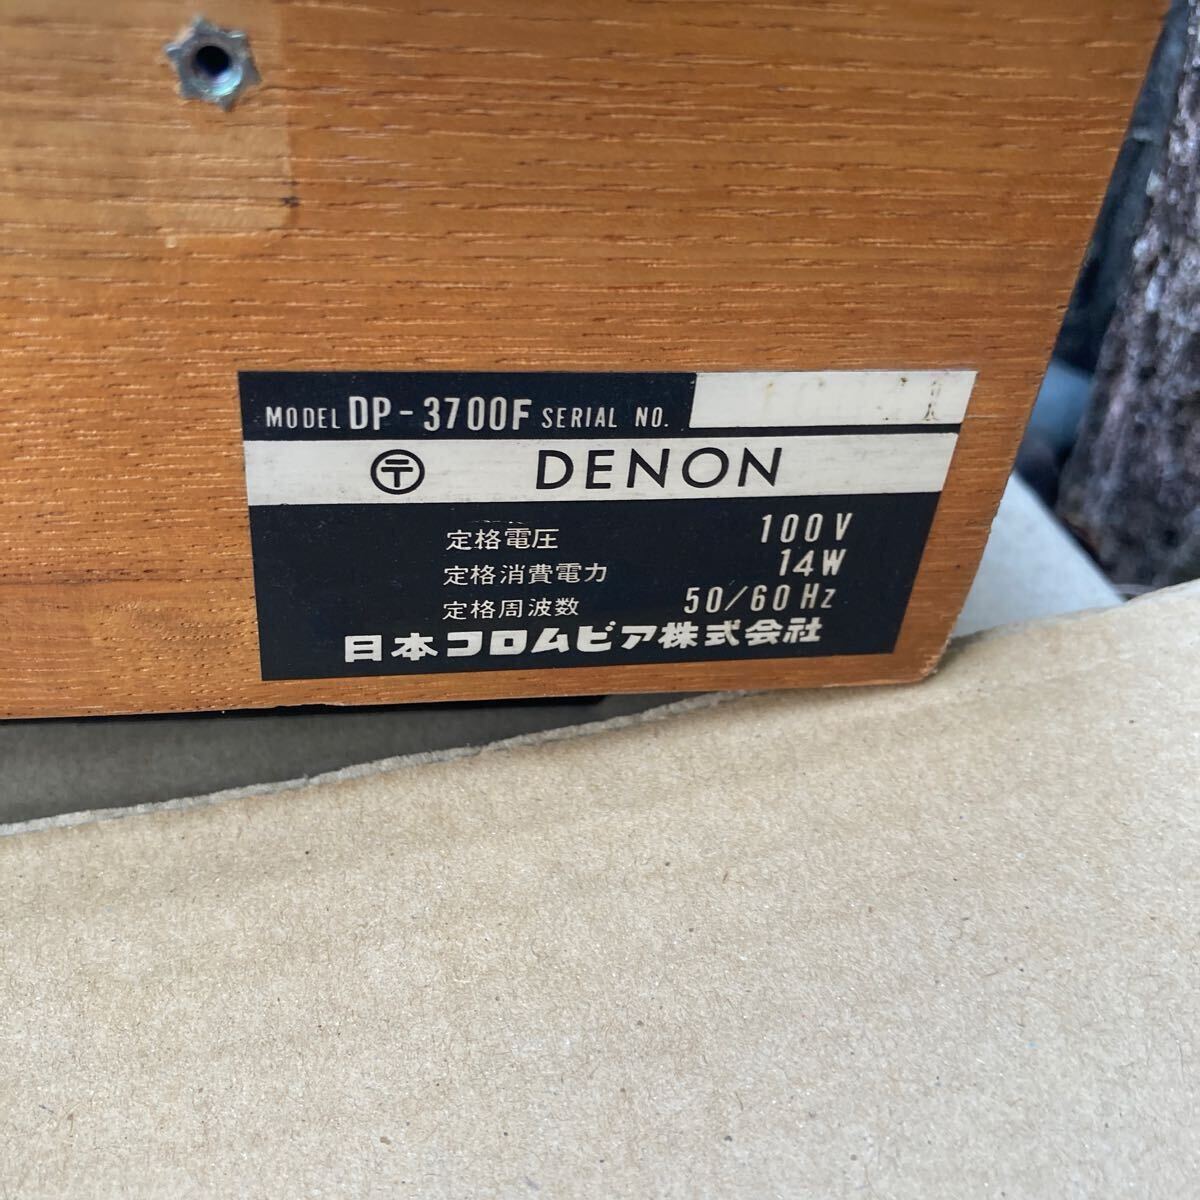 MODEL DP-3700F SERIAL NO.
DENON
定格電圧 100V
定格消費電力 14W
定格周波数 50/60Hz
日本コロムビア株式会社